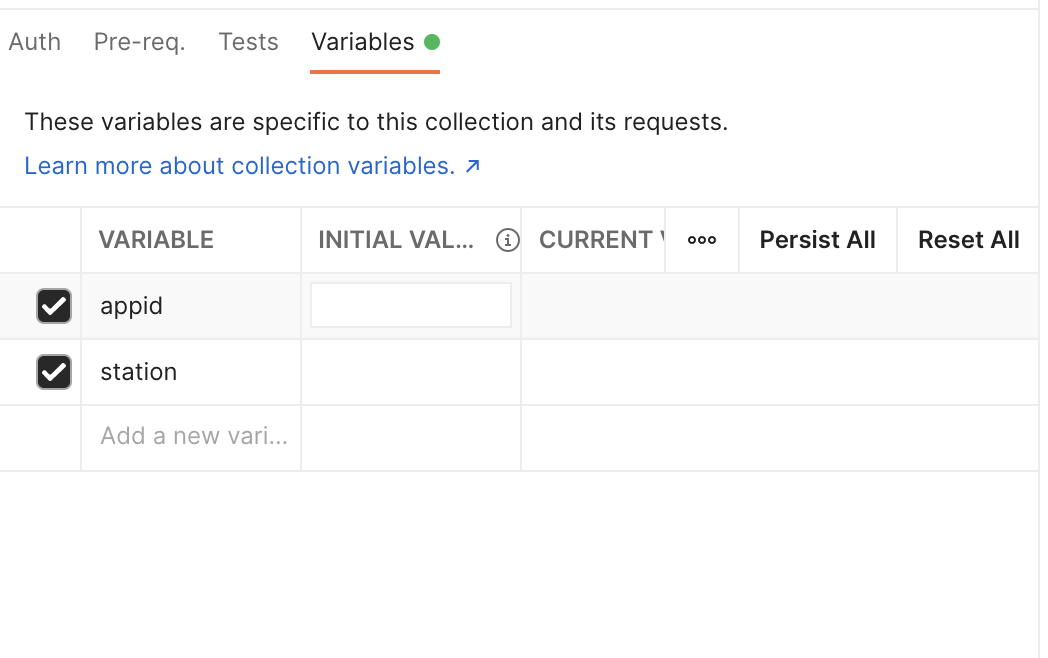 Auth Pre-req. Tests Variables
These variables are specific to this collection and its requests.
Learn more about collection variables. ↗
VARIABLE INITIAL VAL... CURRENT Persist All Reset All
appid
station
Add a new vari...